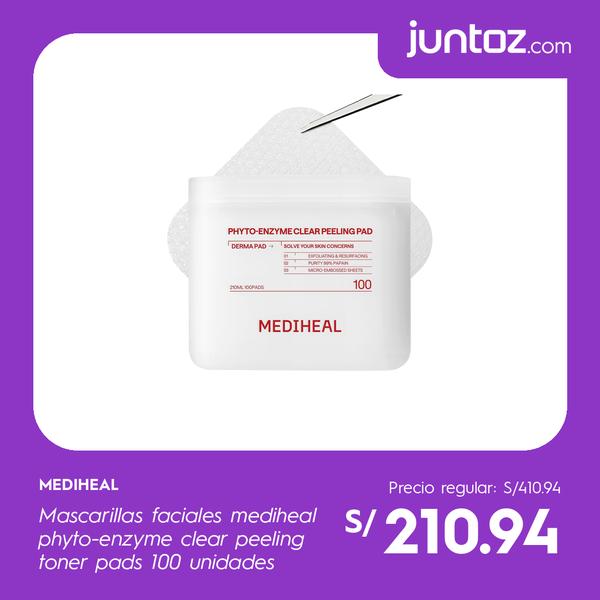 juntoz.com
PHYTO-ENZYME CLEAR PEELING PAD
DERMA PAD → SOLVE YOUR SKIN CONCERNS
01 EXFOLIATING & RESURFACING
02 PURITY 99% PAPAIN
03 MICRO-EMBOSSED SHEETS
210ML 100PADS 100
MEDIHEAL
MEDIHEAL
Mascarillas faciales mediheal
phyto-enzyme clear peeling
toner pads 100 unidades
Precio regular: S/410.94
S/ 210.94